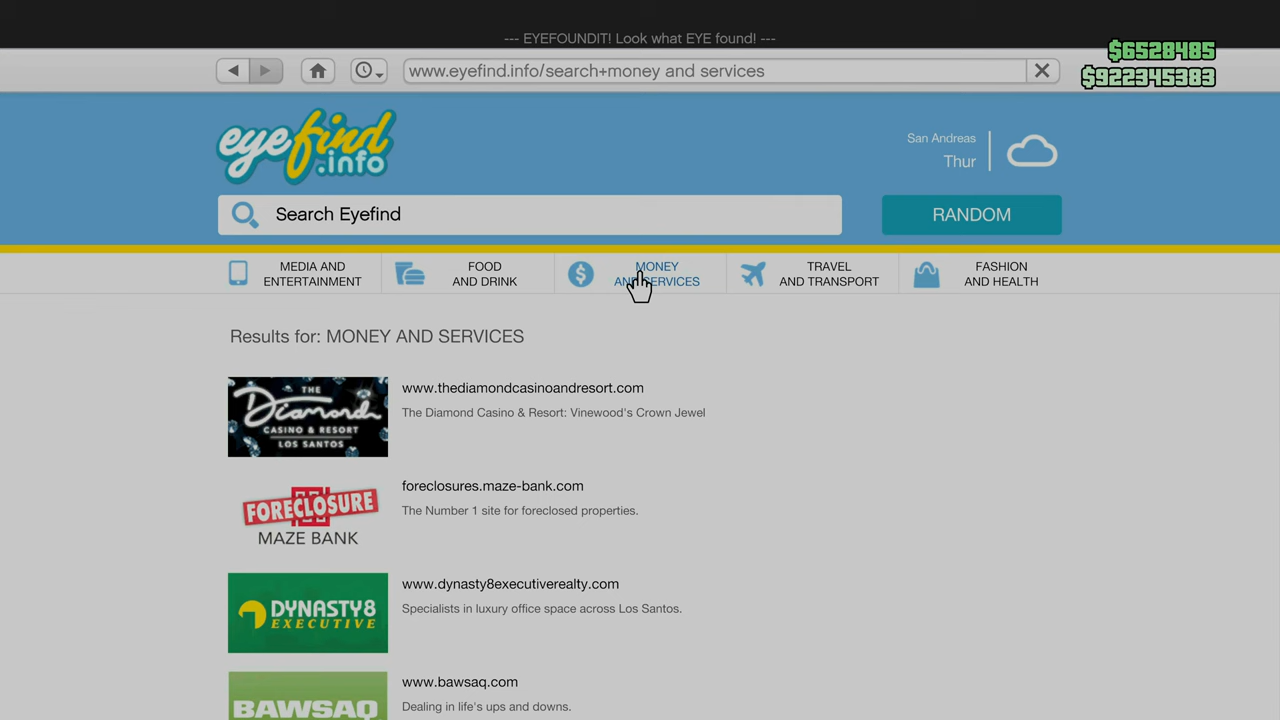 --- EYEFOUNDIT! Look what EYE found! ---
$6528485
www.eyefind.info/search+money and services
$922345383
eyefind
.info
San Andreas
Thur
Search Eyefind
RANDOM
MEDIA AND
ENTERTAINMENT
FOOD
AND DRINK
MONEY
AND SERVICES
TRAVEL
AND TRANSPORT
FASHION
AND HEALTH
Results for: MONEY AND SERVICES
THE
Diamond
CASINO & RESORT
LOS SANTOS
www.thediamondcasinoandresort.com
The Diamond Casino & Resort: Vinewood's Crown Jewel
FORECLOSURE
MAZE BANK
foreclosures.maze-bank.com
The Number 1 site for foreclosed properties.
DYNASTY8
EXECUTIVE
www.dynasty8executiverealty.com
Specialists in luxury office space across Los Santos.
BAWSAQ
www.bawsaq.com
Dealing in life's ups and downs.